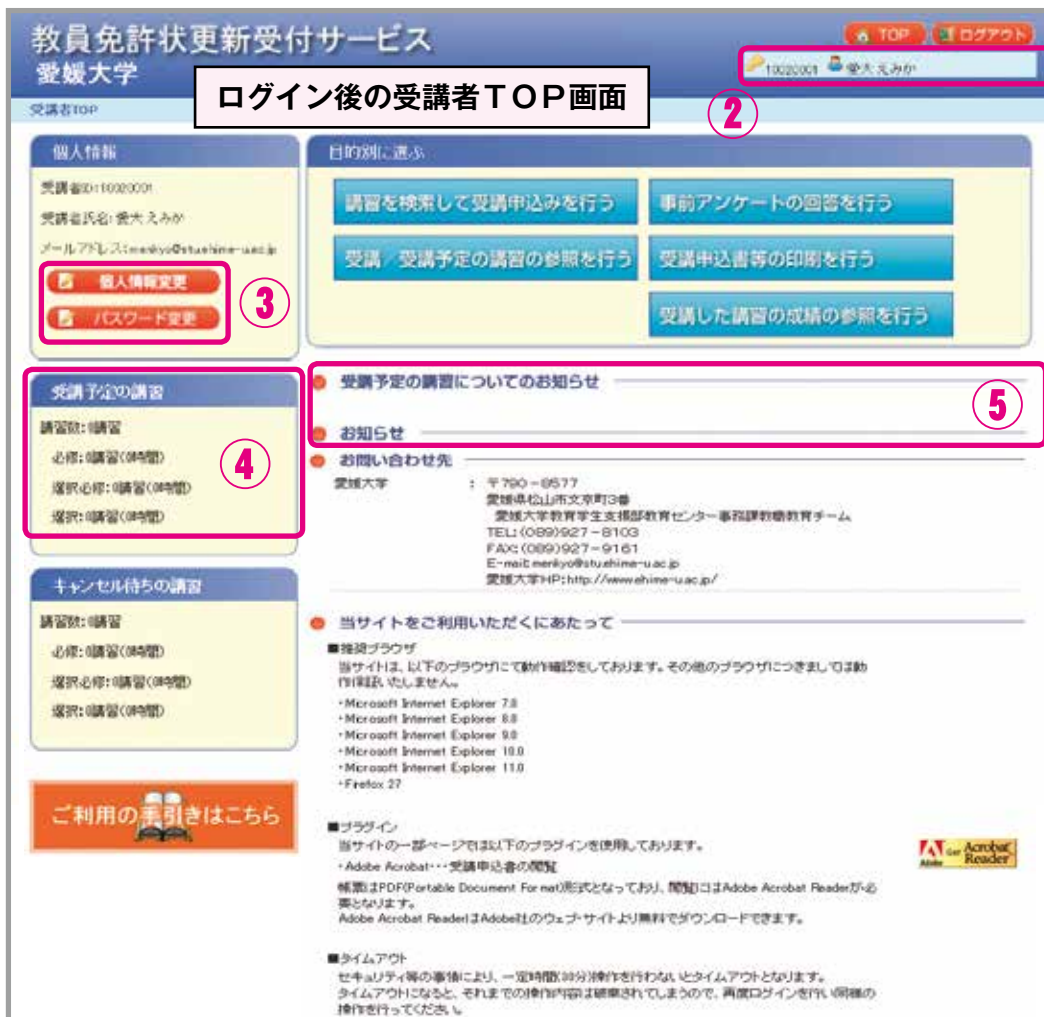 教員免許状更新受付サービス
愛媛大学
TOP
ログアウト
10020001 愛大えみか
ログイン後の受講者TOP画面
②
受講者TOP
個人情報
受講者ID:10020001
受講者氏名:愛大 えみか
メールアドレス:menkyo@stu.ehime-u.ac.jp
個人情報変更
パスワード変更
③
目的別に選ぶ
講習を検索して受講申込みを行う
事前アンケートの回答を行う
受講/受講予定の講習の参照を行う
受講申込書等の印刷を行う
受講した講習の成績の参照を行う
受講予定の講習
講習数:0講習
必修:0講習(0時間)
選択必修:0講習(0時間)
選択:0講習(0時間)
④
キャンセル待ちの講習
講習数:0講習
必修:0講習(0時間)
選択必修:0講習(0時間)
選択:0講習(0時間)
ご利用の手引きはこちら
受講予定の講習についてのお知らせ
⑤
お知らせ
お問い合わせ先
愛媛大学 : 〒790-8577
愛媛県松山市文京町3番
愛媛大学教育学生支援部教育センター事務課教職教育チーム
TEL:(089)927-8103
FAX:(089)927-9161
E-mail:menkyo@stu.ehime-u.ac.jp
愛媛大学HP:http://www.ehime-u.ac.jp/
当サイトをご利用いただくにあたって
■推奨ブラウザ
当サイトは、以下のブラウザにて動作確認をしております。その他のブラウザにつきましては動
作保証いたしません。
・Microsoft Internet Explorer 7.0
・Microsoft Internet Explorer 8.0
・Microsoft Internet Explorer 9.0
・Microsoft Internet Explorer 10.0
・Microsoft Internet Explorer 11.0
・Firefox 27
■プラグイン
当サイトの一部ページでは以下のプラグインを使用しております。
・Adobe Acrobat・・・受講申込書の閲覧
帳票はPDF(Portable Document Format)形式となっており、閲覧にはAdobe Acrobat Readerが必
要となります。
Adobe Acrobat ReaderはAdobe社のウェブ・サイトより無料でダウンロードできます。
Adobe Get Acrobat Reader
■タイムアウト
セキュリティ等の事情により、一定時間(30分)操作を行わないとタイムアウトとなります。
タイムアウトになると、それまでの操作内容は破棄されてしまうので、再度ログインを行い同様の
操作を行ってください。